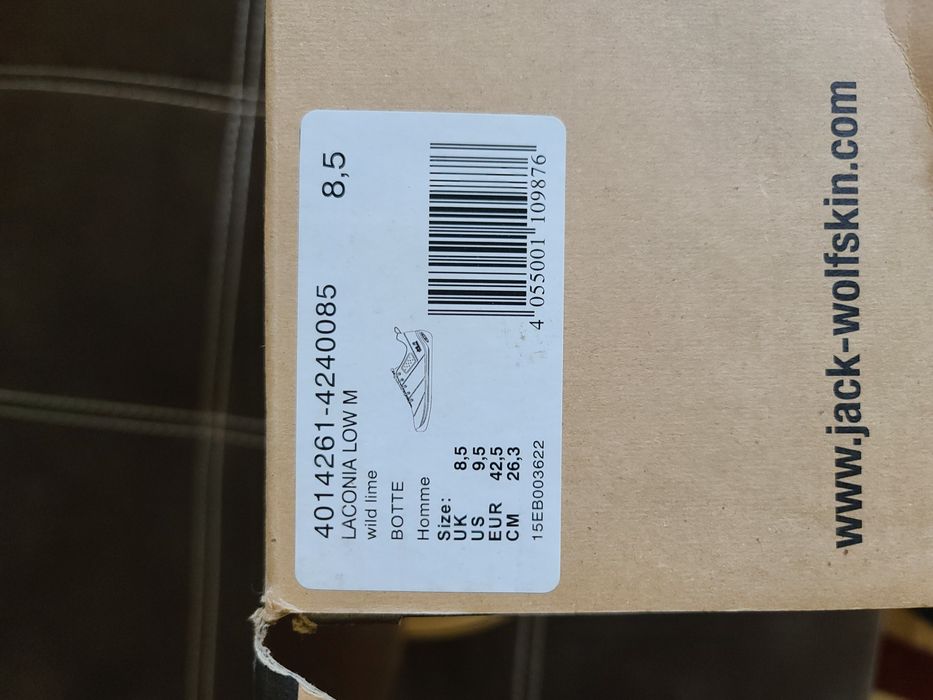 4014261-4240085 8,5
LACONIA LOW M
wild lime
BOTTE
Homme
Size:
UK 8,5
US 9,5
EUR 42,5
CM 26,3
15EB003622
4 055001 109876
www.jack-wolfskin.com